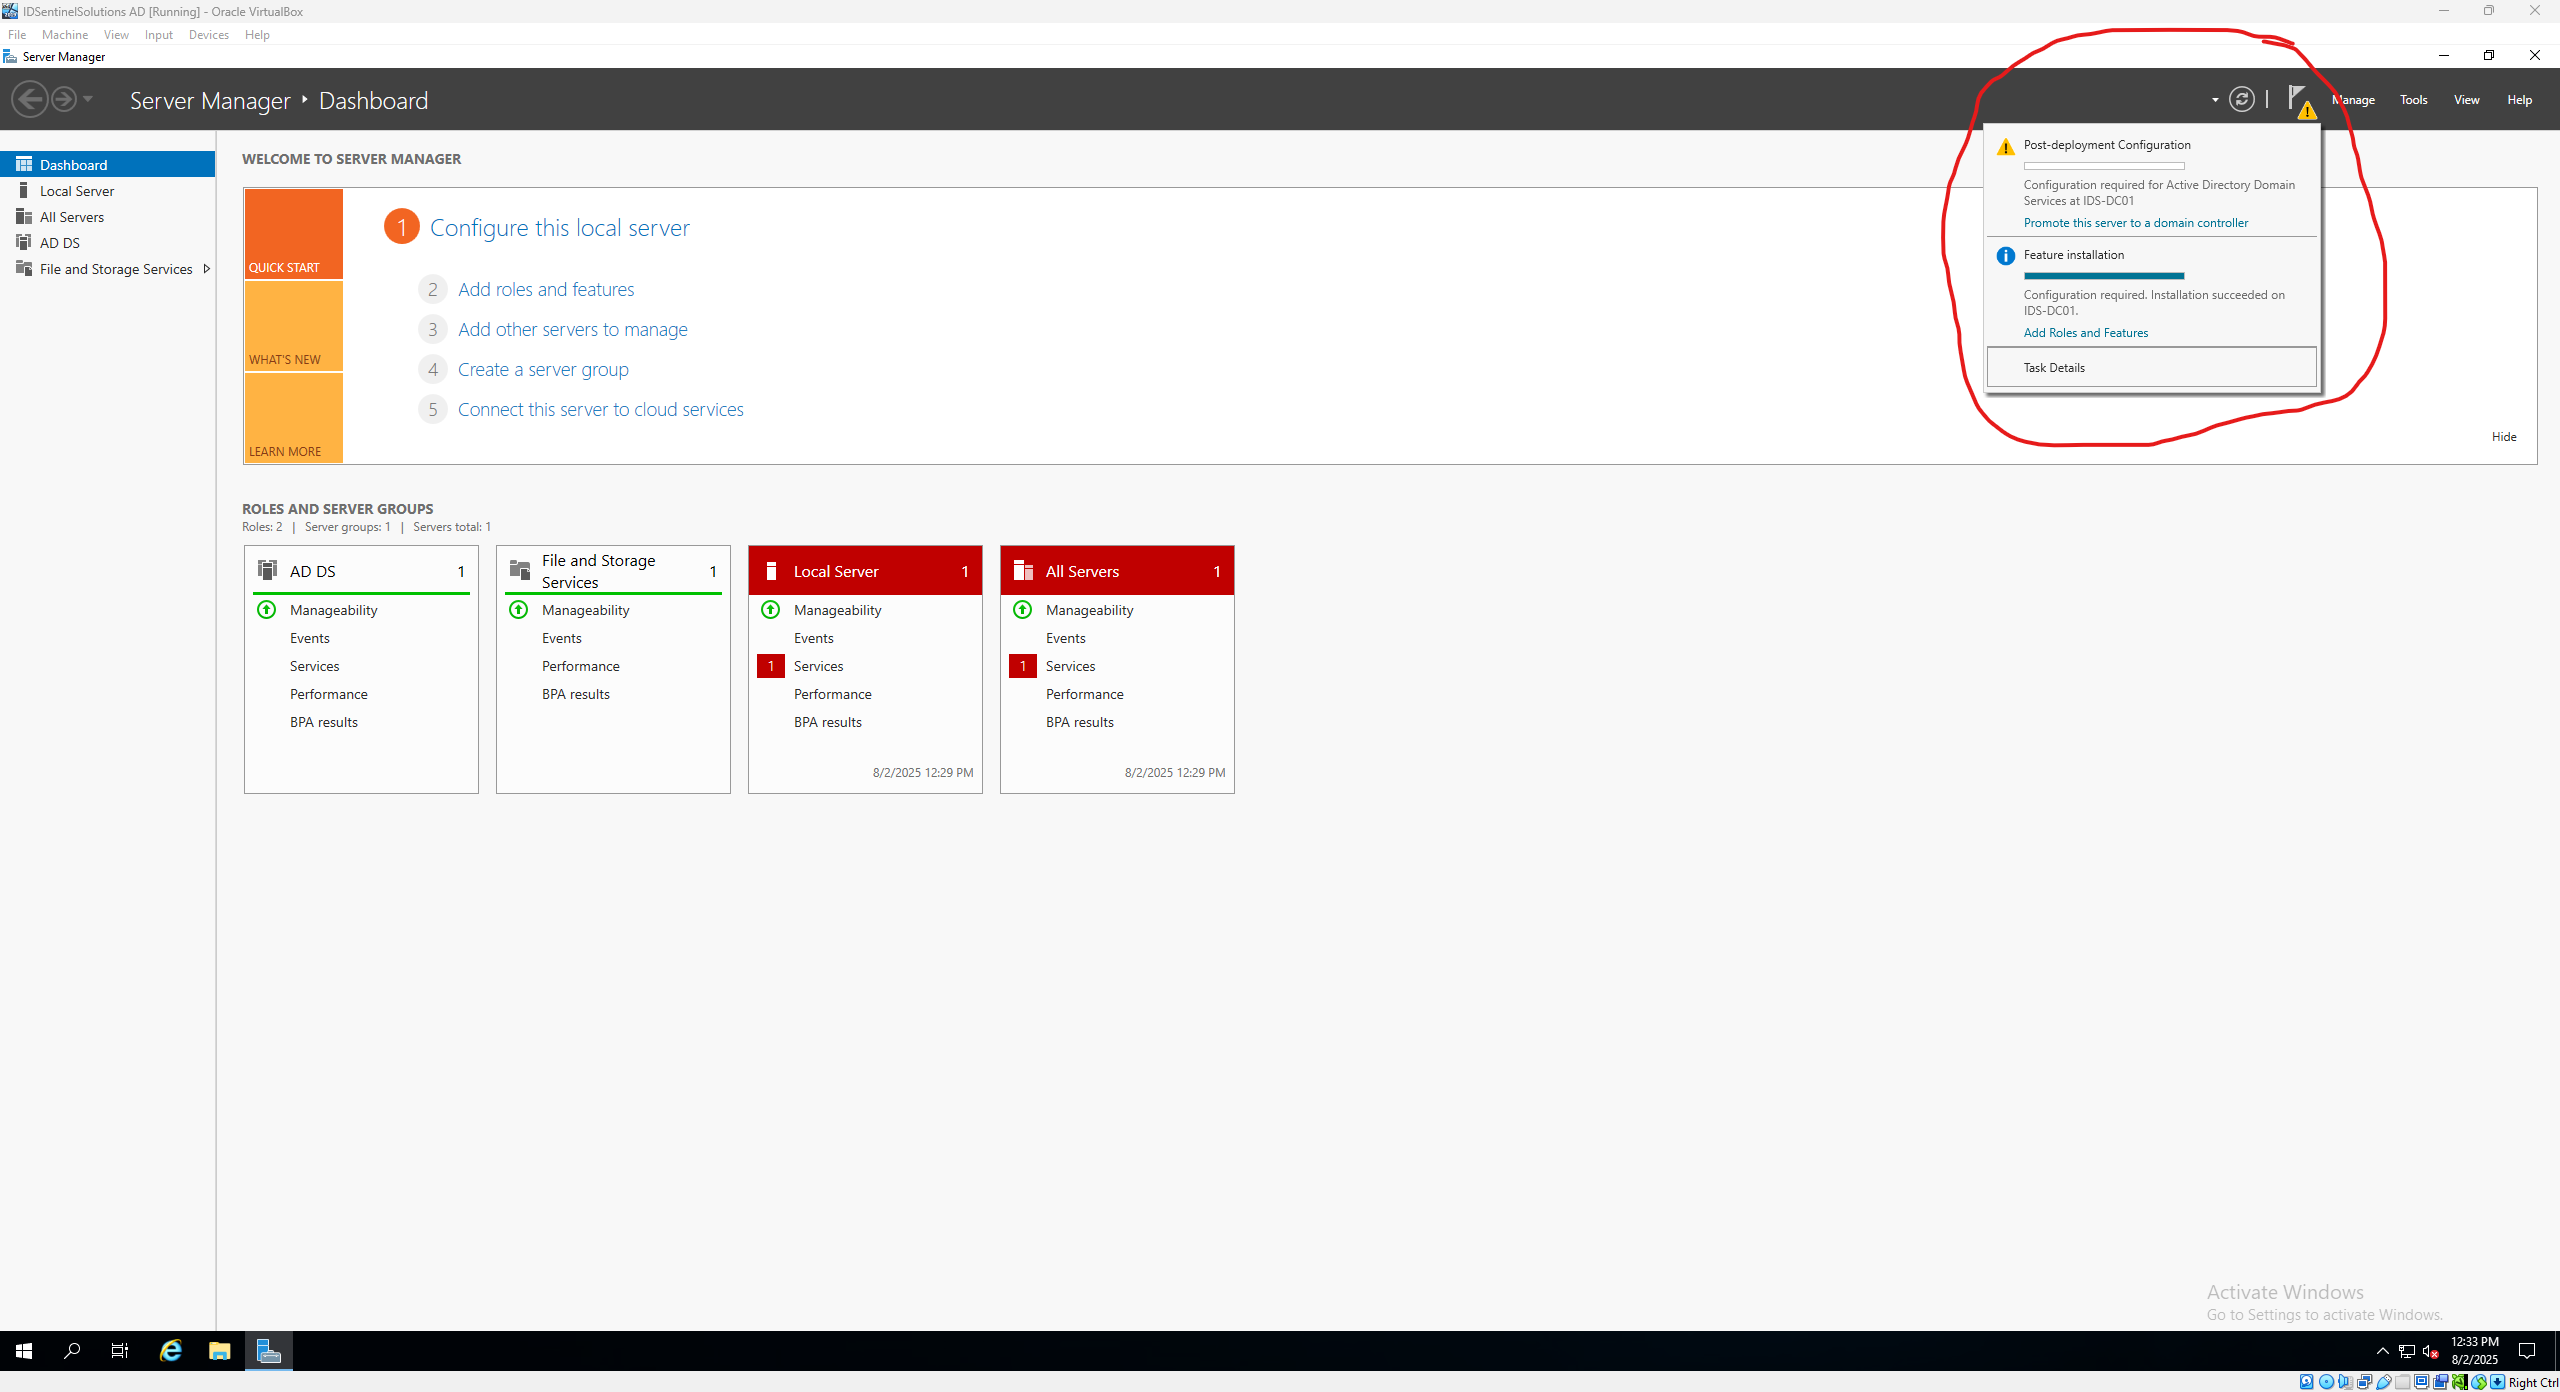 IDSentinelSolutions AD [Running] - Oracle VirtualBox
File Machine View Input Devices Help
Server Manager
Server Manager Dashboard
Manage Tools View Help
Dashboard
Local Server
All Servers
AD DS
File and Storage Services
WELCOME TO SERVER MANAGER
QUICK START
WHAT'S NEW
LEARN MORE
1 Configure this local server
2 Add roles and features
3 Add other servers to manage
4 Create a server group
5 Connect this server to cloud services
Hide
Post-deployment Configuration
Configuration required for Active Directory Domain
Services at IDS-DC01
Promote this server to a domain controller
Feature installation
Configuration required. Installation succeeded on
IDS-DC01.
Add Roles and Features
Task Details
ROLES AND SERVER GROUPS
Roles: 2 | Server groups: 1 | Servers total: 1
AD DS 1
Manageability
Events
Services
Performance
BPA results
File and Storage
Services 1
Manageability
Events
Performance
BPA results
Local Server 1
Manageability
Events
1 Services
Performance
BPA results
8/2/2025 12:29 PM
All Servers 1
Manageability
Events
1 Services
Performance
BPA results
8/2/2025 12:29 PM
Activate Windows
Go to Settings to activate Windows.
12:33 PM
8/2/2025
Right Ctrl